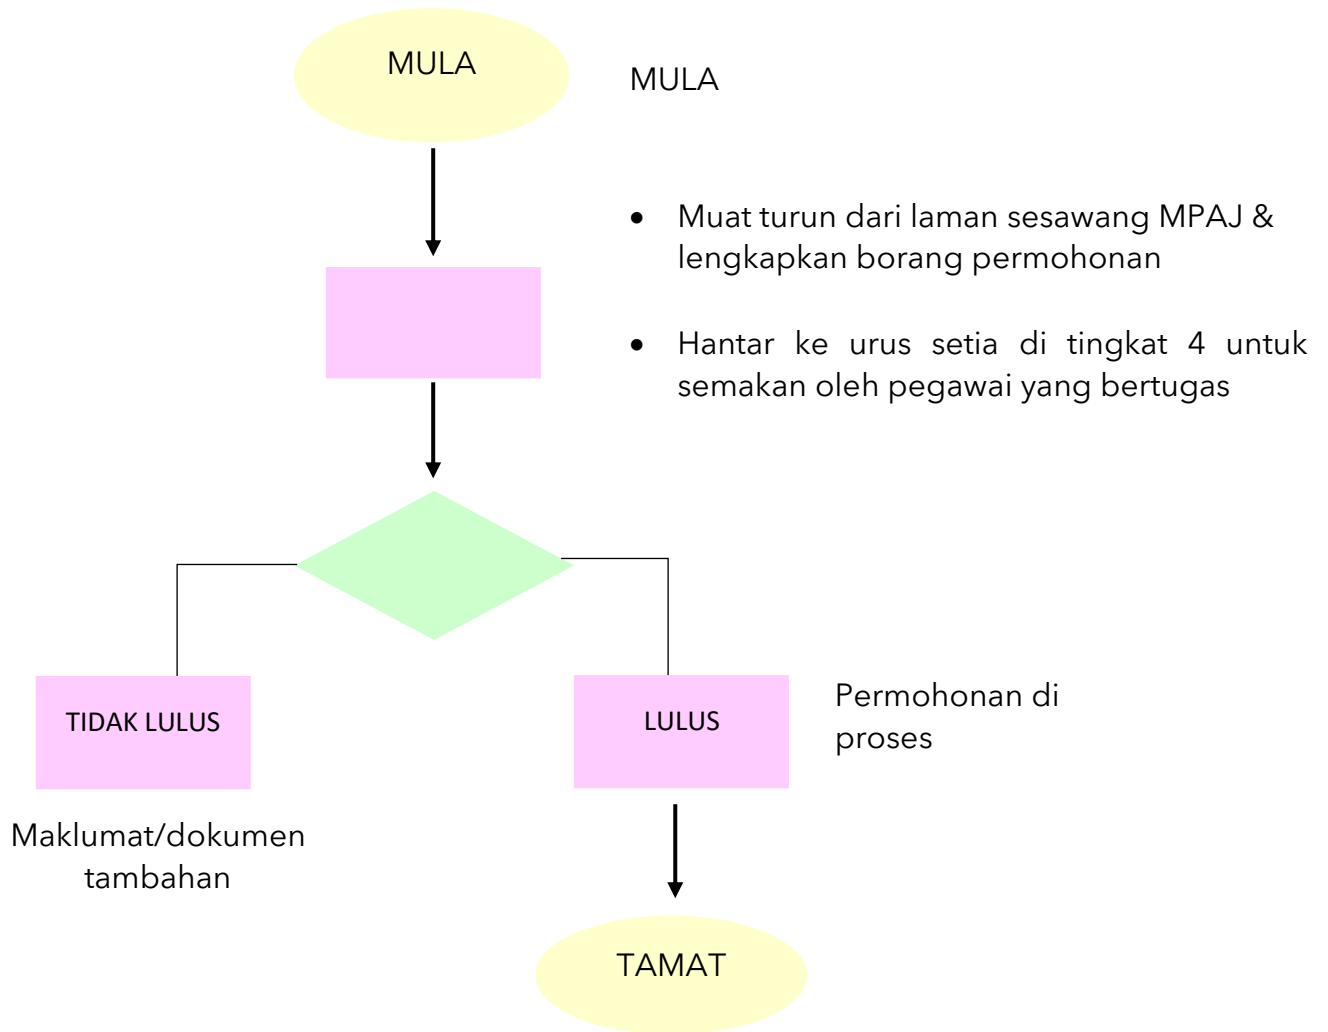 MULA
MULA
• Muat turun dari laman sesawang MPAJ &
lengkapkan borang permohonan
• Hantar ke urus setia di tingkat 4 untuk
semakan oleh pegawai yang bertugas
TIDAK LULUS
LULUS
Permohonan di
proses
Maklumat/dokumen
tambahan
TAMAT